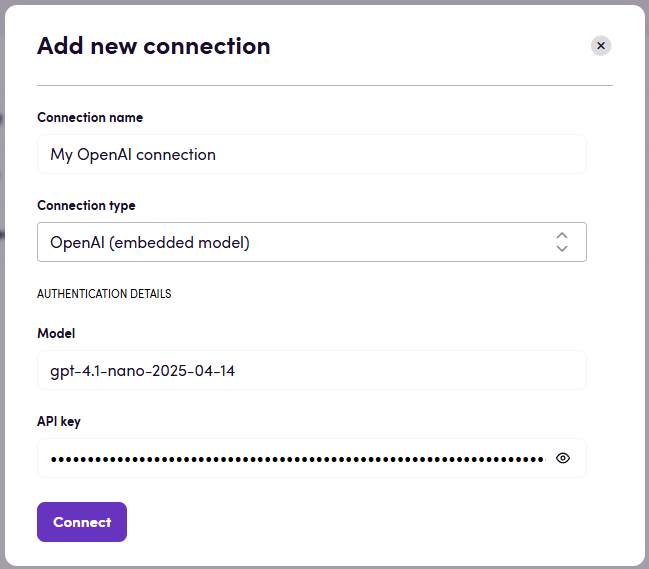 Add new connection
Connection name
My OpenAI connection
Connection type
OpenAI (embedded model)
AUTHENTICATION DETAILS
Model
gpt-4.1-nano-2025-04-14
API key
Connect